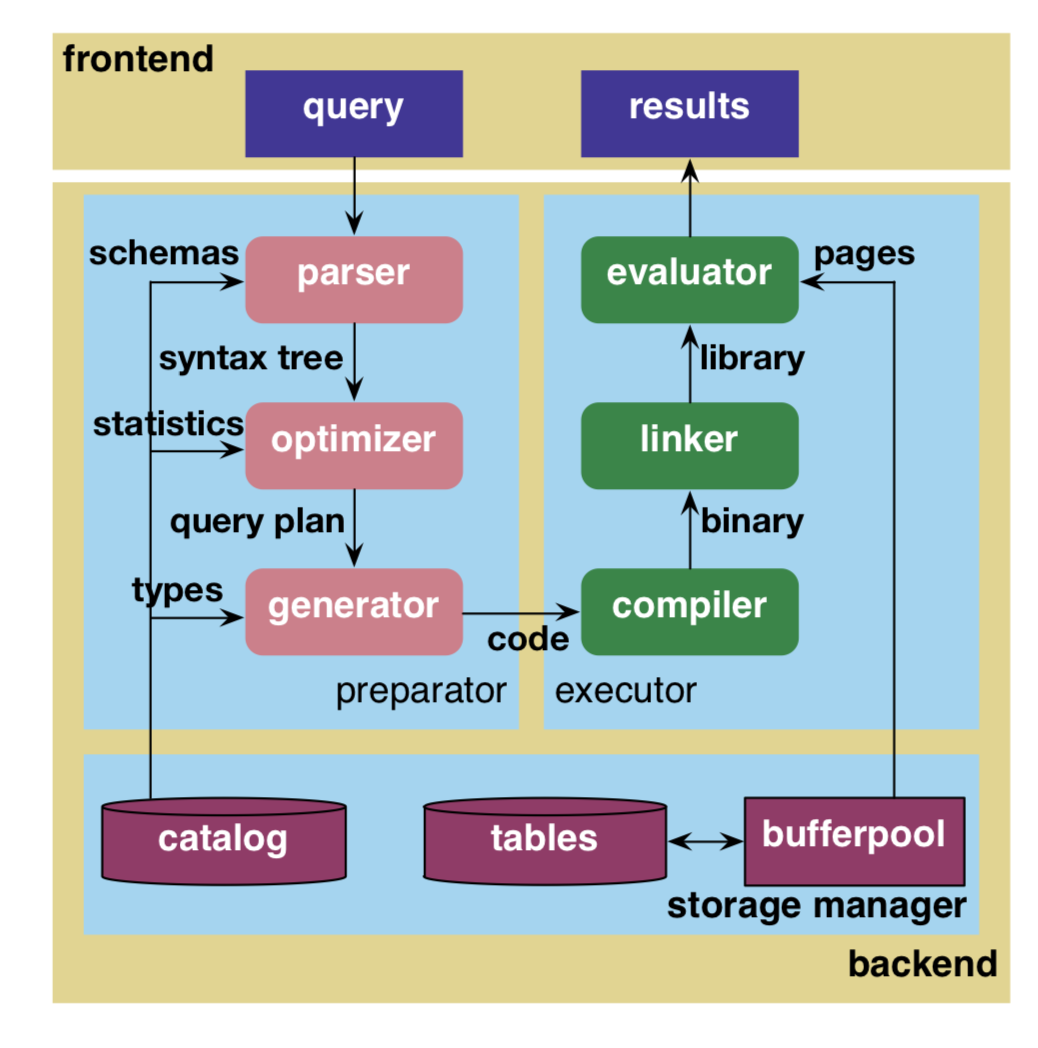 frontend
query
results
schemas
parser
evaluator
pages
syntax tree
library
statistics
optimizer
linker
query plan
binary
types
generator
code
compiler
preparator
executor
catalog
tables
bufferpool
storage manager
backend